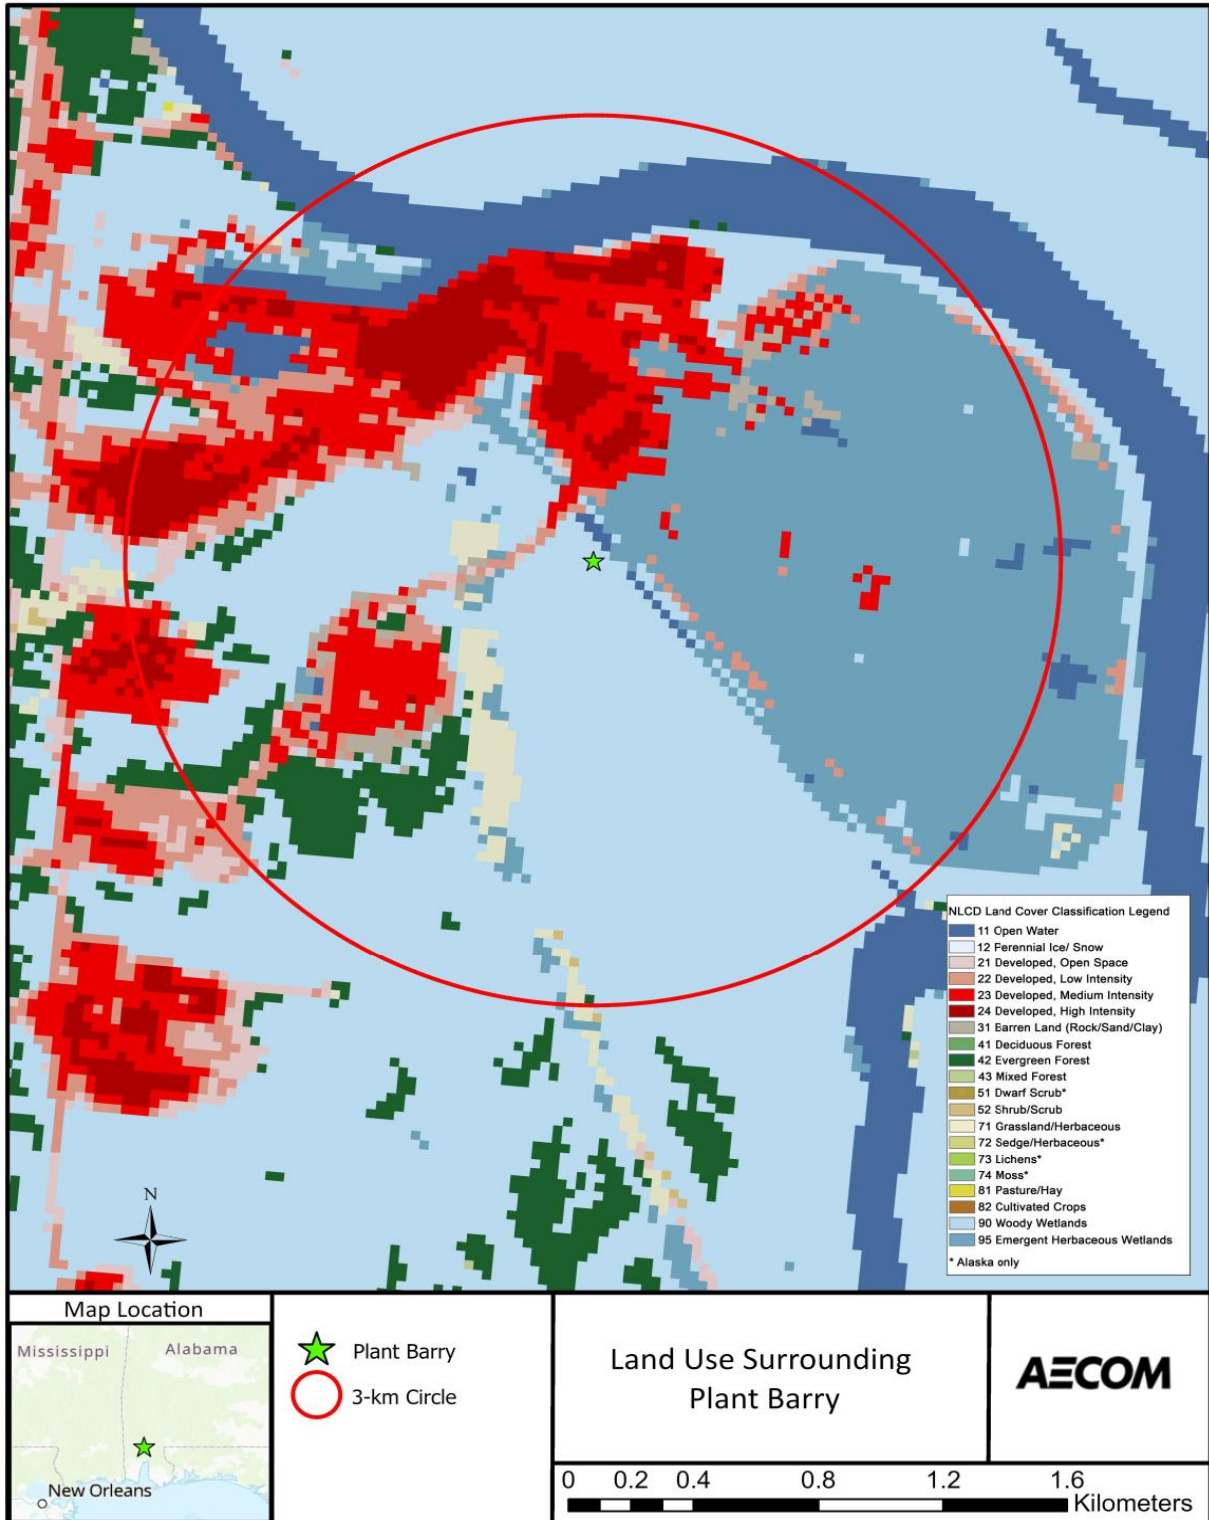 NLCD Land Cover Classification Legend
11 Open Water
12 Ferennial Ice/ Snow
21 Developed, Open Space
22 Developed, Low Intensity
23 Developed, Medium Intensity
24 Developed, High Intensity
31 Barren Land (Rock/Sand/Clay)
41 Deciduous Forest
42 Evergreen Forest
43 Mixed Forest
51 Dwarf Scrub*
52 Shrub/Scrub
71 Grassland/Herbaceous
72 Sedge/Herbaceous*
73 Lichens*
74 Moss*
81 Pasture/Hay
82 Cultivated Crops
90 Woody Wetlands
95 Emergent Herbaceous Wetlands
* Alaska only
N
Map Location
Mississippi Alabama
New Orleans
Plant Barry
3-km Circle
Land Use Surrounding
Plant Barry
AECOM
0 0.2 0.4 0.8 1.2 1.6
Kilometers